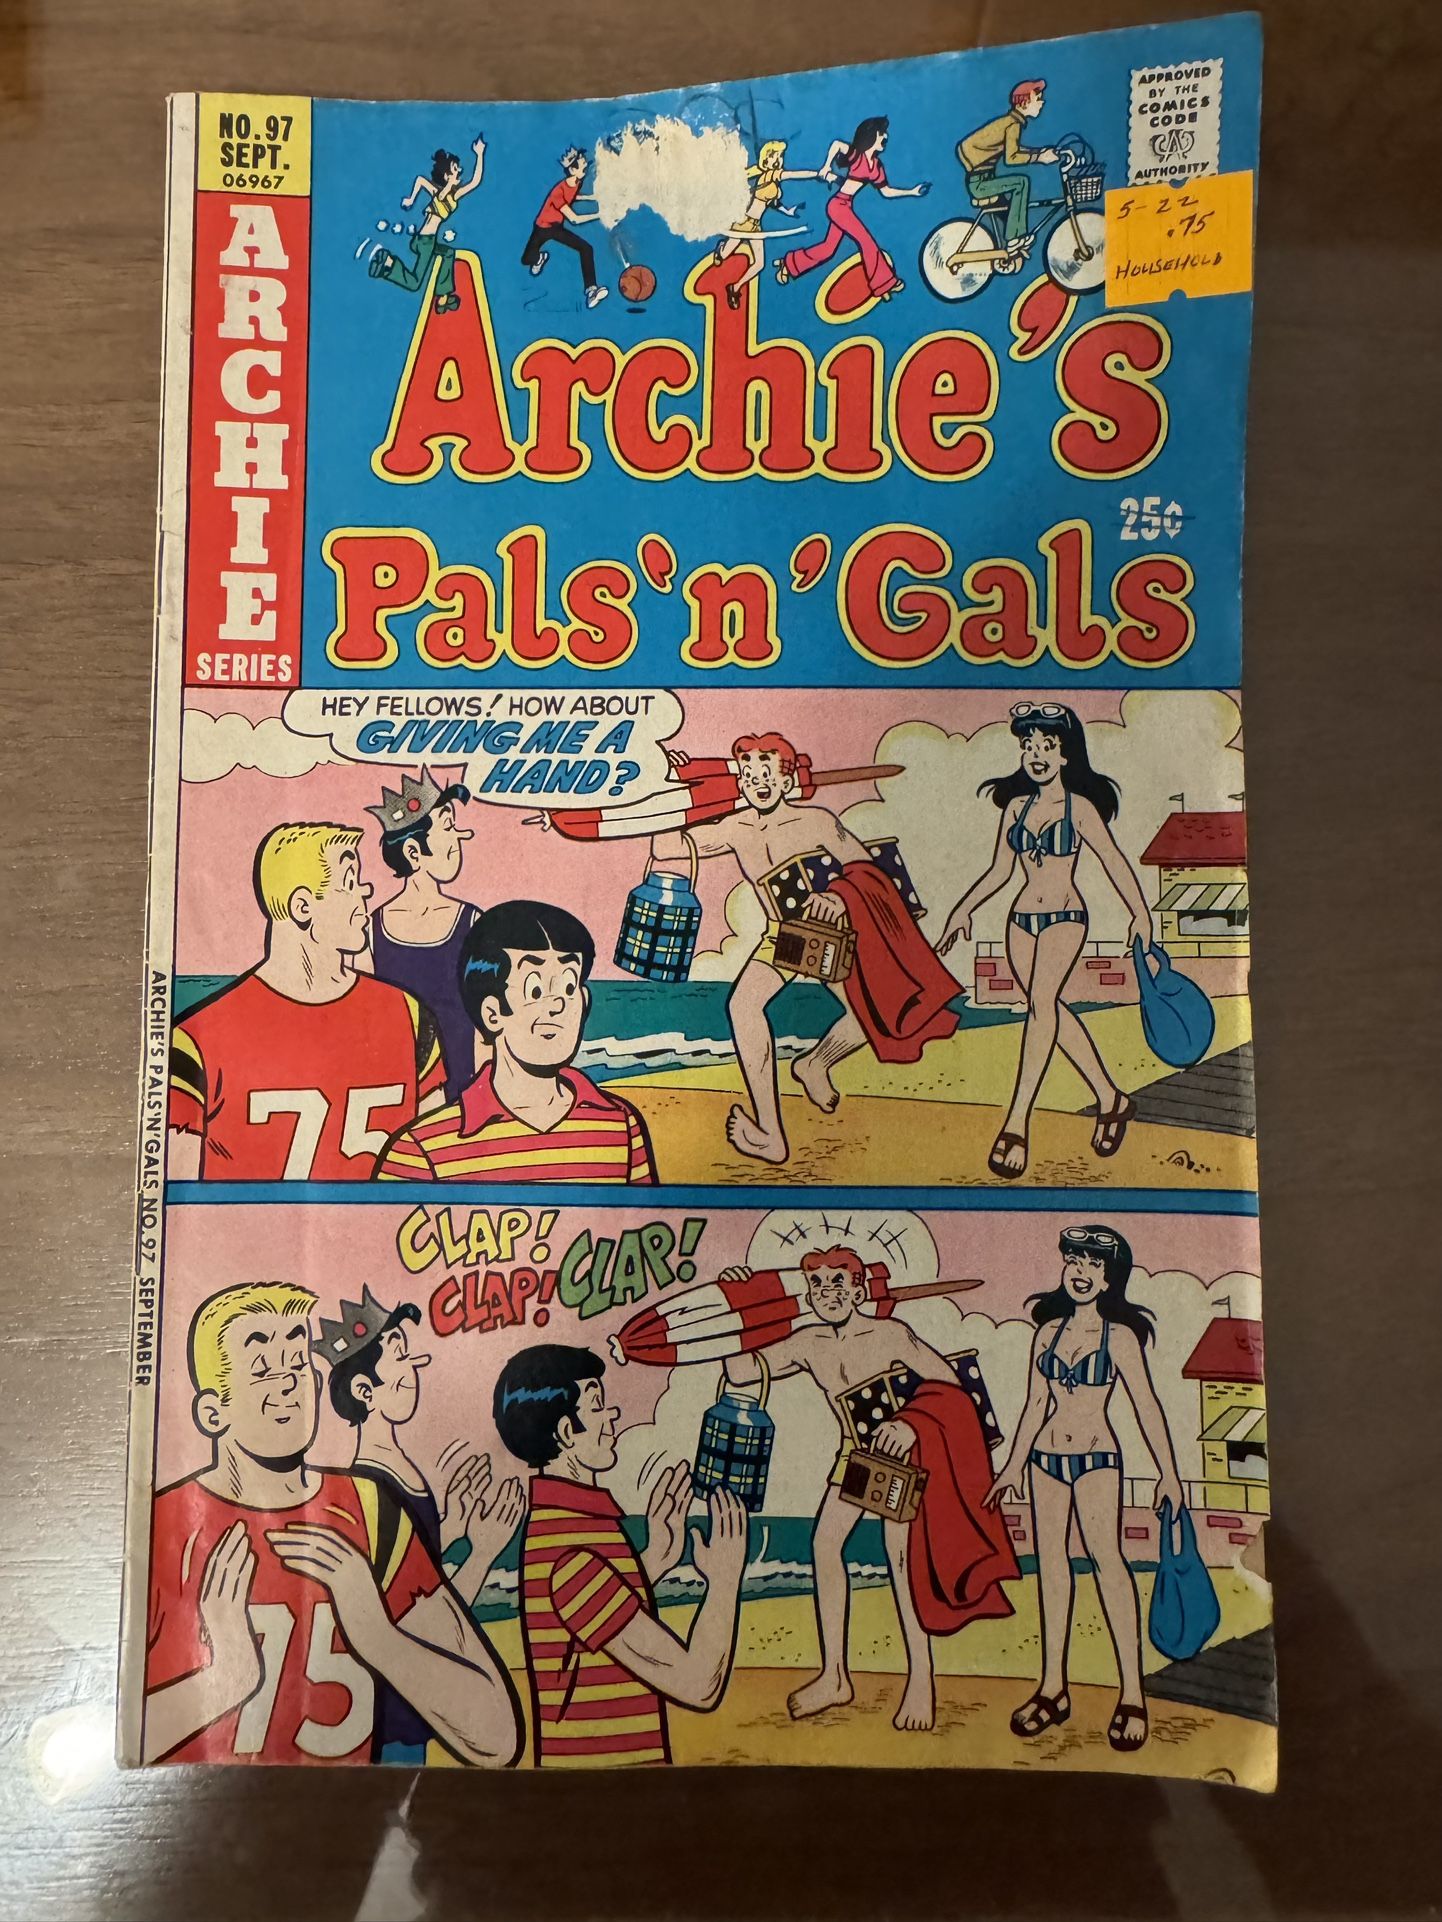 NO. 97
SEPT.
06967
ARCHIE
SERIES
APPROVED
BY THE
COMICS
CODE
CA
AUTHORITY
5-22
.75
HOUSEHOLD
Archie's
25¢
Pals 'n' Gals
HEY FELLOWS! HOW ABOUT
GIVING ME A
HAND?
75
CLAP!
CLAP! CLAP!
75
ARCHIE'S PALS 'N' GALS NO. 97 SEPTEMBER